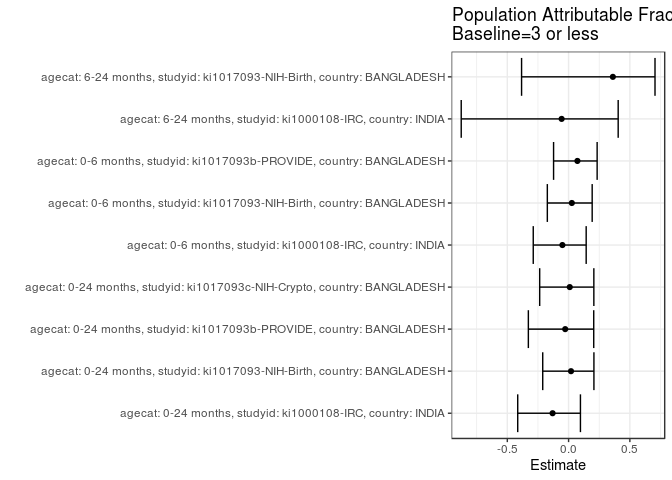 Population Attributable Frac
Baseline=3 or less
agecat: 6-24 months, studyid: ki1017093-NIH-Birth, country: BANGLADESH
agecat: 6-24 months, studyid: ki1000108-IRC, country: INDIA
agecat: 0-6 months, studyid: ki1017093b-PROVIDE, country: BANGLADESH
agecat: 0-6 months, studyid: ki1017093-NIH-Birth, country: BANGLADESH
agecat: 0-6 months, studyid: ki1000108-IRC, country: INDIA
agecat: 0-24 months, studyid: ki1017093c-NIH-Crypto, country: BANGLADESH
agecat: 0-24 months, studyid: ki1017093b-PROVIDE, country: BANGLADESH
agecat: 0-24 months, studyid: ki1017093-NIH-Birth, country: BANGLADESH
agecat: 0-24 months, studyid: ki1000108-IRC, country: INDIA
-0.5 0.0 0.5
Estimate